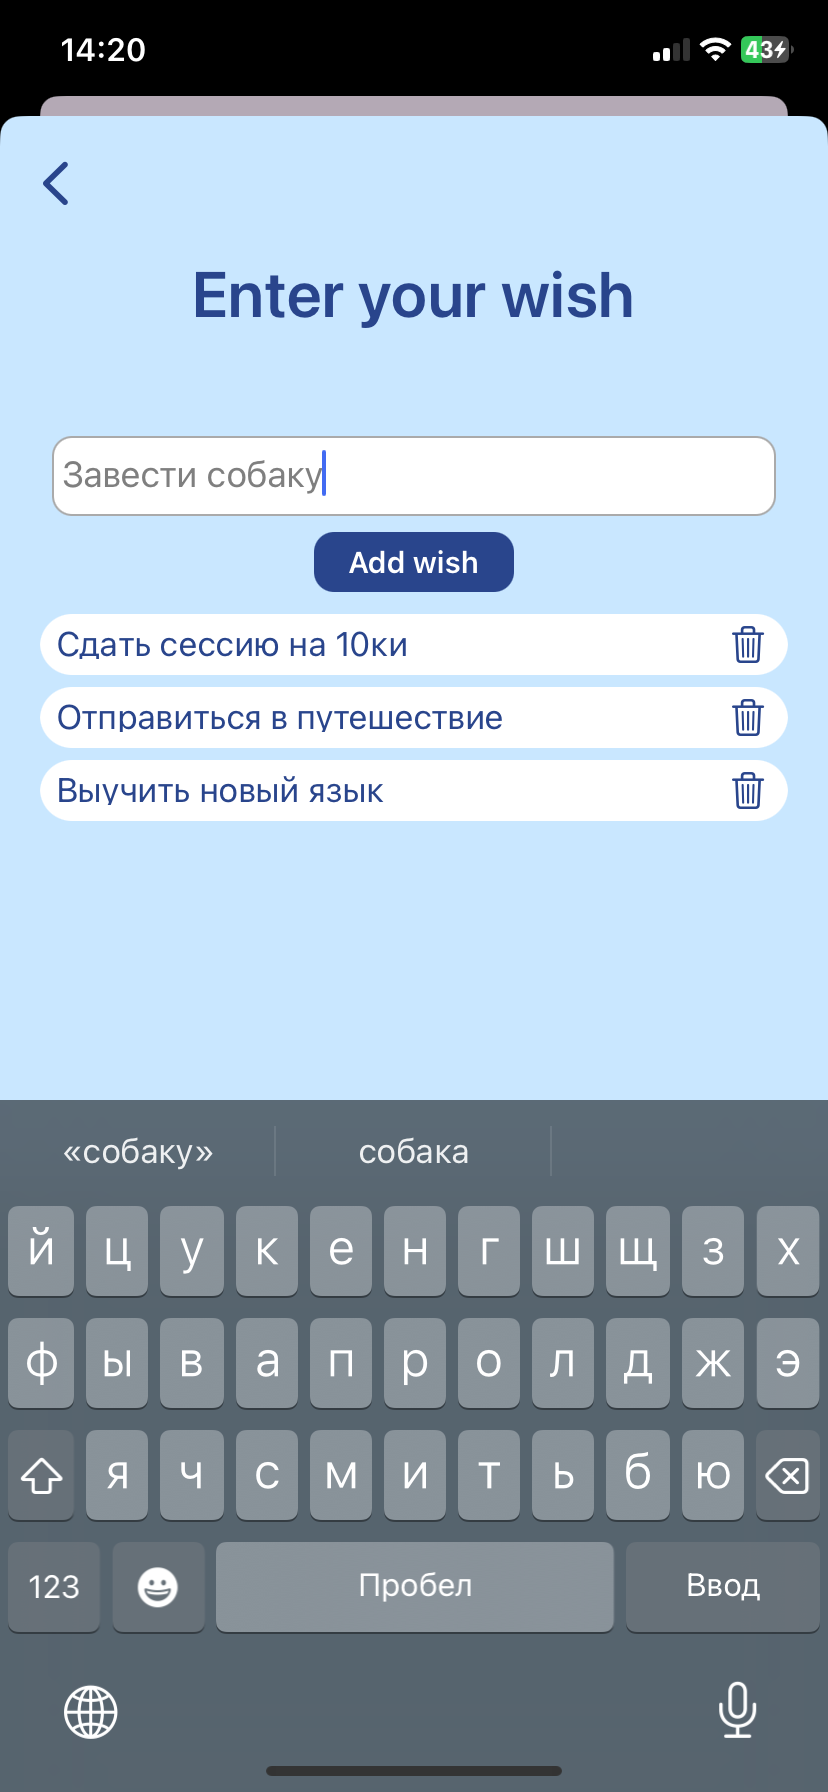 14:20
43
Enter your wish
Завести собаку
Add wish
Сдать сессию на 10ки
Отправиться в путешествие
Выучить новый язык
«собаку» собака
й ц у к е н г ш щ з х
ф ы в а п р о л д ж э
я ч с м и т ь б ю
123 Пробел Ввод